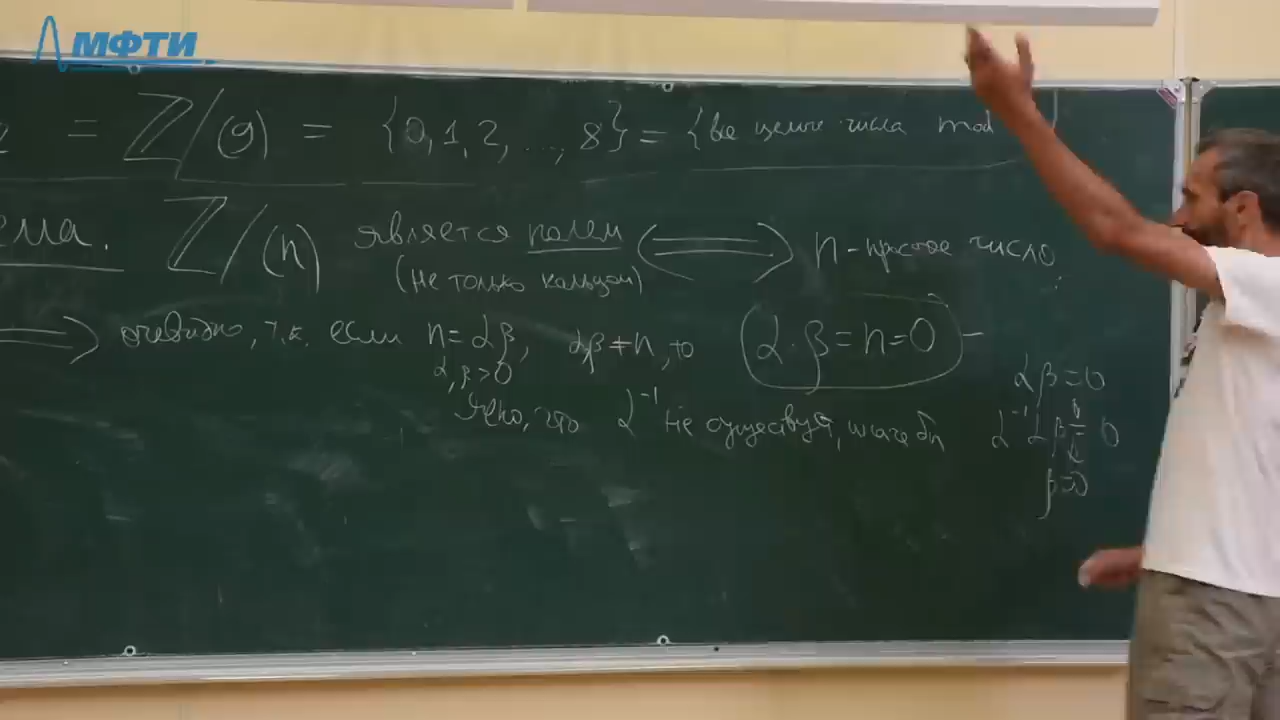 МФТИ
= ℤ/(9) = {0, 1, 2, ..., 8} = {все целые числа mod
ема. ℤ/(n) является полем ⟺ n - простое число
(не только кольцом)
⟹ очевидно, т.к. если n = αβ, α,β ≠ n, то α·β = n = 0 –
α, β > 0
αβ = 0
Ясно, что α⁻¹ не существует, иначе бы α⁻¹αβ = 0
β = 0